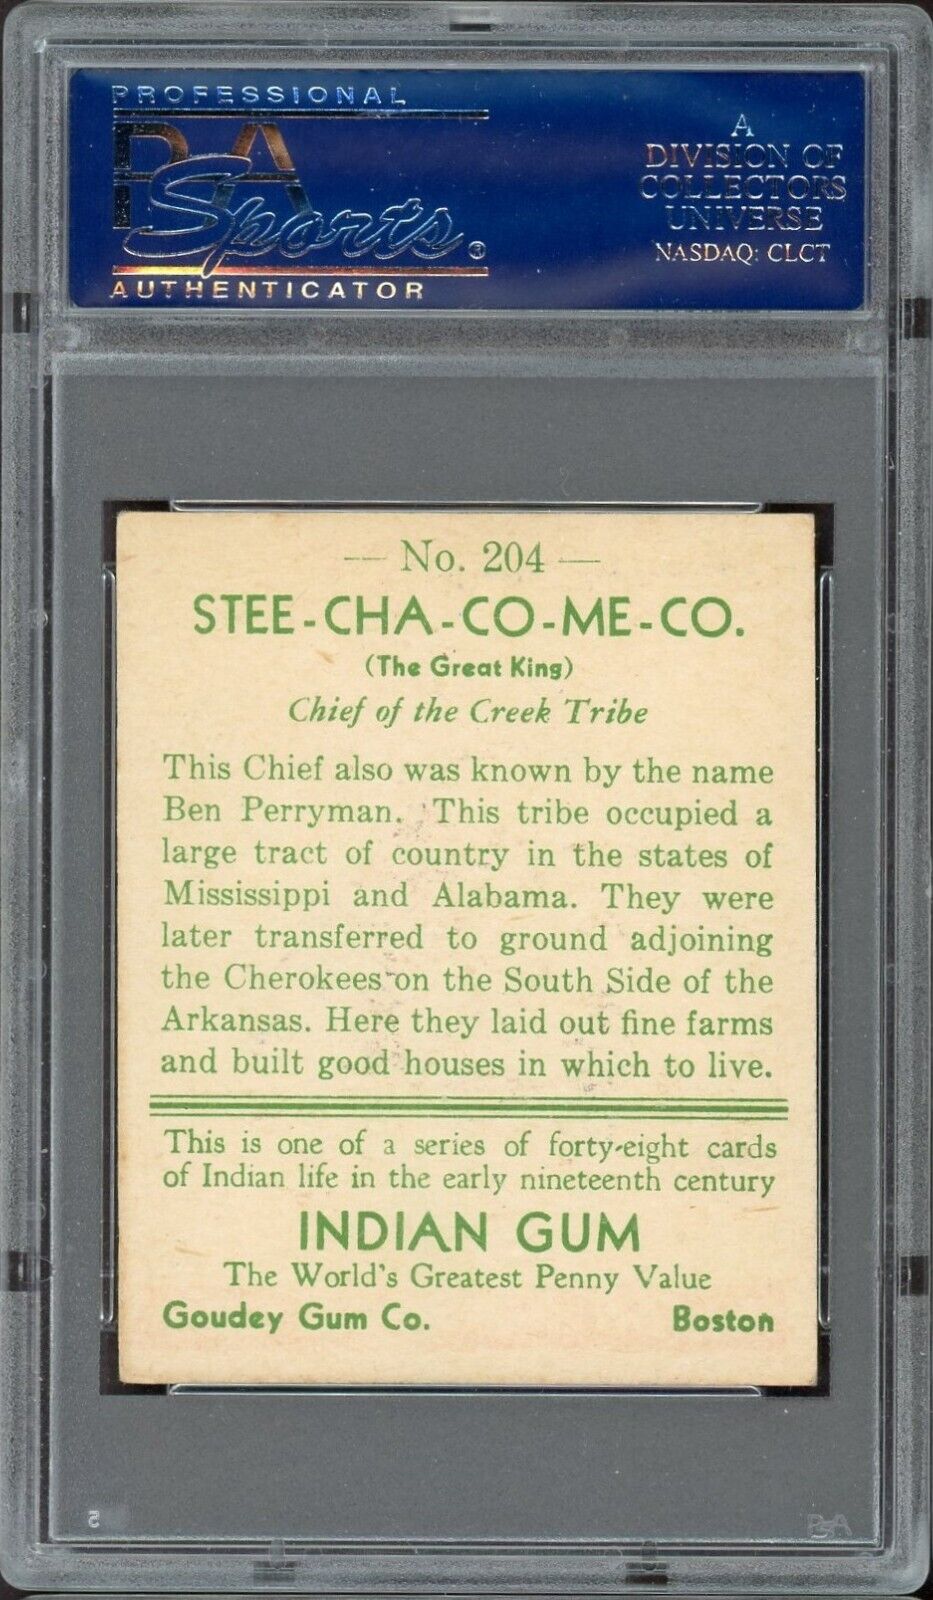 PROFESSIONAL
PSA
Sports ®
AUTHENTICATOR
A
DIVISION OF
COLLECTORS
UNIVERSE
NASDAQ: CLCT
— No. 204 —
STEE-CHA-CO-ME-CO.
(The Great King)
Chief of the Creek Tribe
This Chief also was known by the name
Ben Perryman. This tribe occupied a
large tract of country in the states of
Mississippi and Alabama. They were
later transferred to ground adjoining
the Cherokees on the South Side of the
Arkansas. Here they laid out fine farms
and built good houses in which to live.
This is one of a series of forty-eight cards
of Indian life in the early nineteenth century
INDIAN GUM
The World's Greatest Penny Value
Goudey Gum Co. Boston
PSA